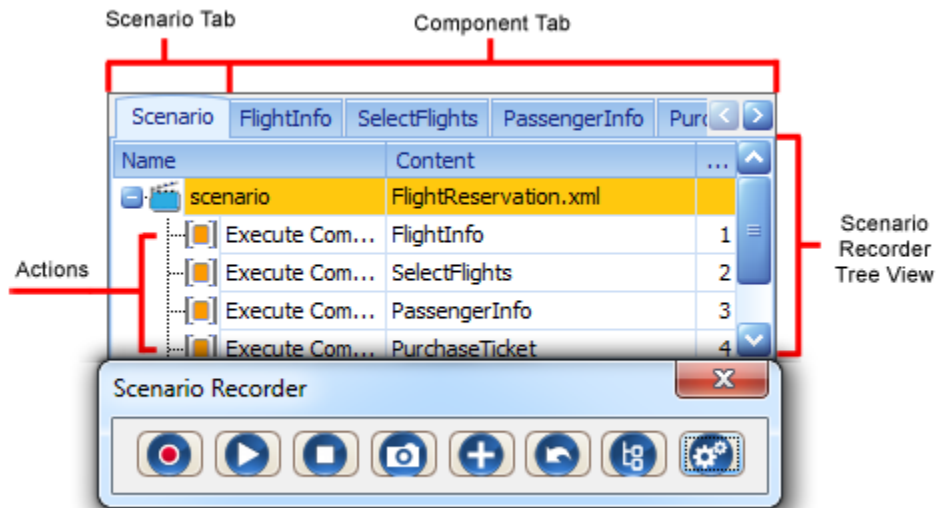 Scenario Tab
Component Tab
Scenario FlightInfo SelectFlights PassengerInfo Purc
Name Content ...
scenario FlightReservation.xml
Execute Com... FlightInfo 1
Execute Com... SelectFlights 2
Execute Com... PassengerInfo 3
Execute Com... PurchaseTicket 4
Actions
Scenario
Recorder
Tree View
Scenario Recorder